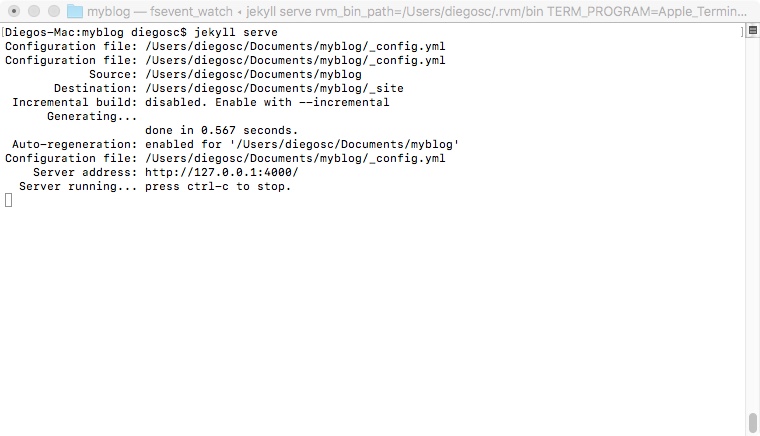 myblog — fsevent_watch ◂ jekyll serve rvm_bin_path=/Users/diegosc/.rvm/bin TERM_PROGRAM=Apple_Termin...
[Diegos-Mac:myblog diegosc$ jekyll serve ]
Configuration file: /Users/diegosc/Documents/myblog/_config.yml
Configuration file: /Users/diegosc/Documents/myblog/_config.yml
Source: /Users/diegosc/Documents/myblog
Destination: /Users/diegosc/Documents/myblog/_site
Incremental build: disabled. Enable with --incremental
Generating...
done in 0.567 seconds.
Auto-regeneration: enabled for '/Users/diegosc/Documents/myblog'
Configuration file: /Users/diegosc/Documents/myblog/_config.yml
Server address: http://127.0.0.1:4000/
Server running... press ctrl-c to stop.